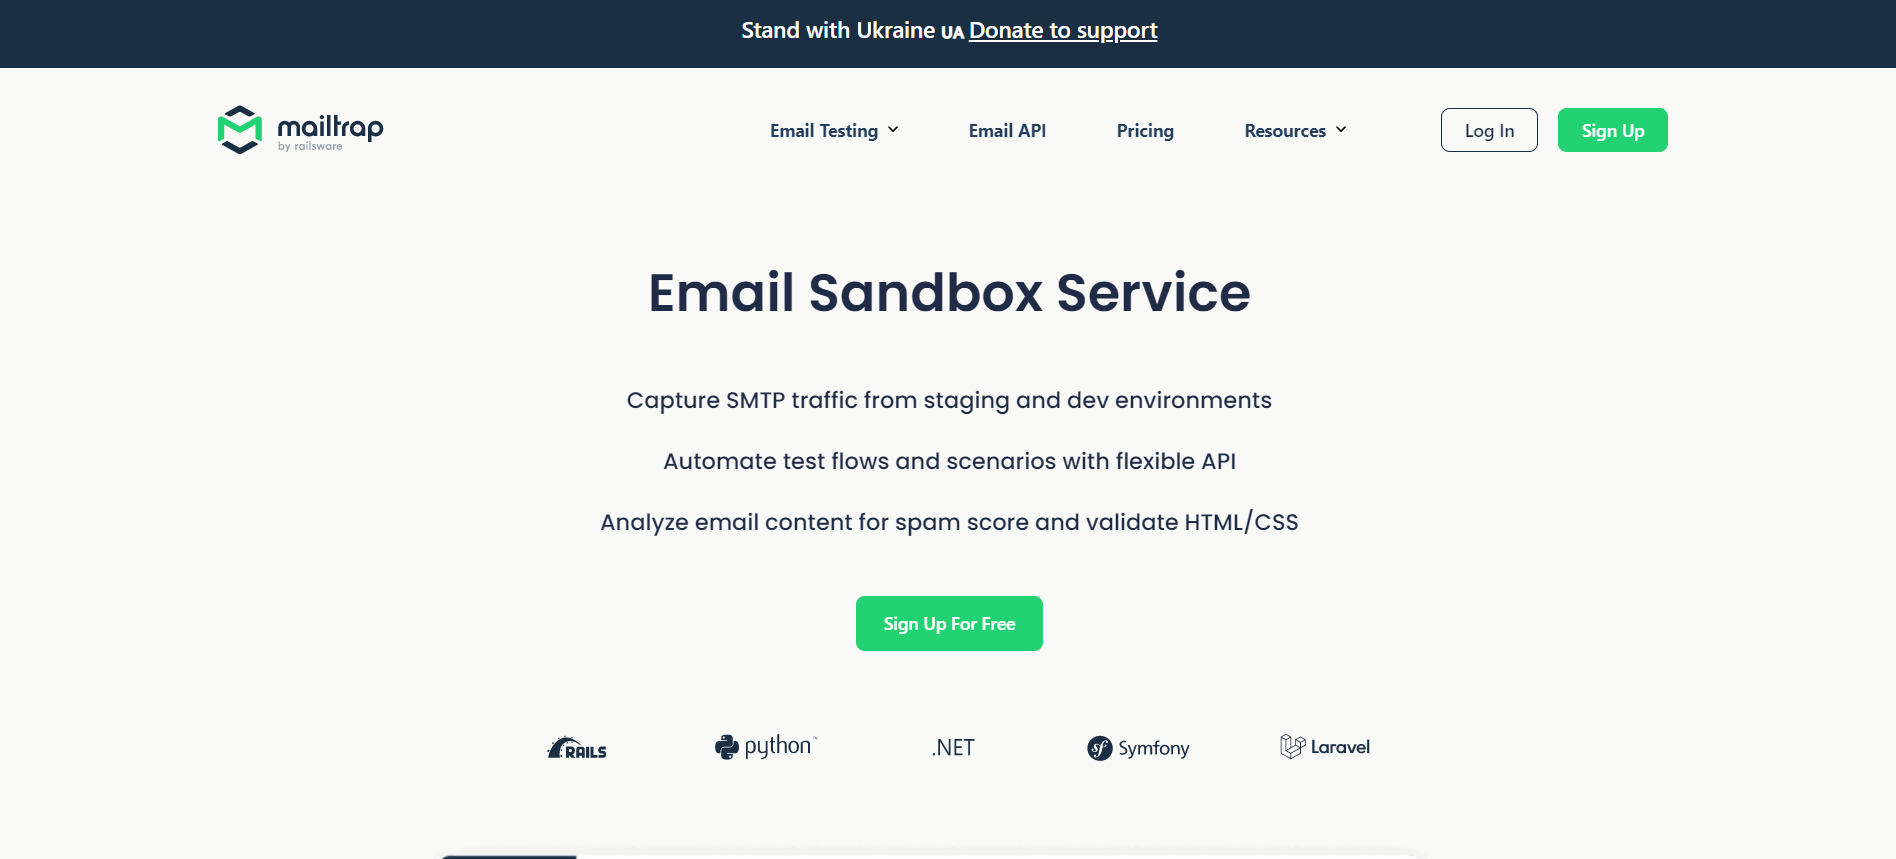 Stand with Ukraine UA Donate to support
mailtrap
by railsware
Email Testing
Email API
Pricing
Resources
Log In
Sign Up
Email Sandbox Service
Capture SMTP traffic from staging and dev environments
Automate test flows and scenarios with flexible API
Analyze email content for spam score and validate HTML/CSS
Sign Up For Free
RAILS
python™
.NET
sf Symfony
Laravel